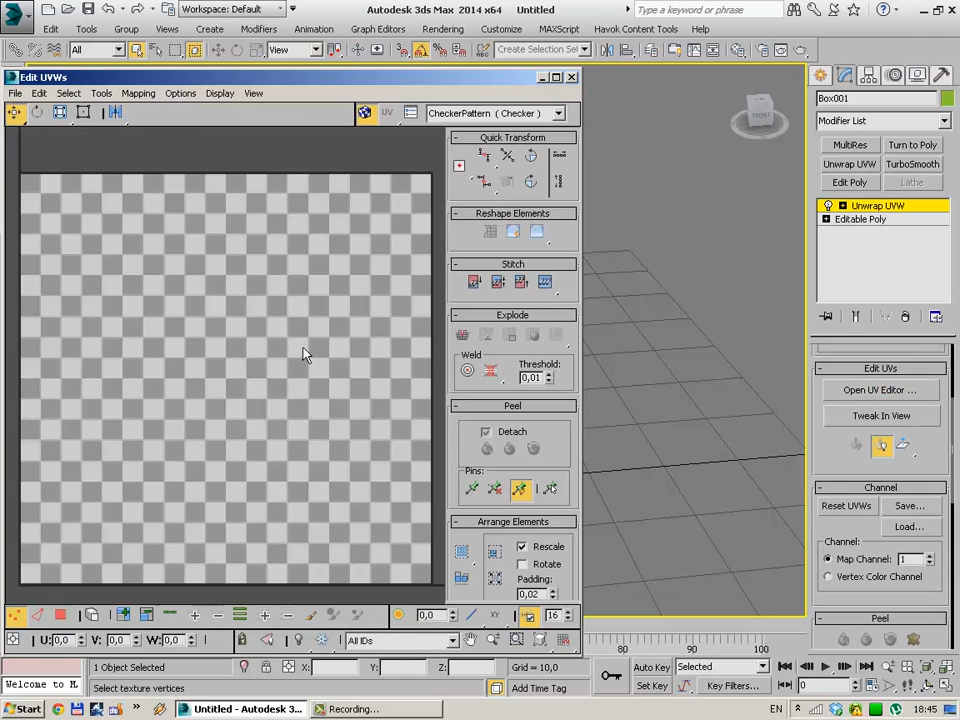 Workspace: Default
Autodesk 3ds Max 2014 x64
Untitled
Type a keyword or phrase
Edit
Tools
Group
Views
Create
Modifiers
Animation
Graph Editors
Rendering
Customize
MAXScript
Havok Content Tools
Help
All
View
Create Selection Se
Edit UVWs
File
Edit
Select
Tools
Mapping
Options
Display
View
UV
CheckerPattern ( Checker )
Quick Transform
Reshape Elements
Stitch
Explode
Weld
Threshold:
0,01
Peel
Detach
Pins:
Arrange Elements
Rescale
Rotate
Padding:
0,02
0,0
XY
16
U: 0,0
V: 0,0
W: 0,0
All IDs
FRONT
Box001
Modifier List
MultiRes
Turn to Poly
Unwrap UVW
TurboSmooth
Edit Poly
Lathe
Unwrap UVW
Editable Poly
Edit UVs
Open UV Editor ...
Tweak In View
Channel
Reset UVWs
Save...
Load...
Channel:
Map Channel:
1
Vertex Color Channel
Peel
80
90
100
1 Object Selected
X:
Y:
Z:
Grid = 10,0
Auto Key
Selected
Welcome to M
Select texture vertices
Add Time Tag
Set Key
Key Filters...
0
Start
Untitled - Autodesk 3...
Recording...
EN
18:45